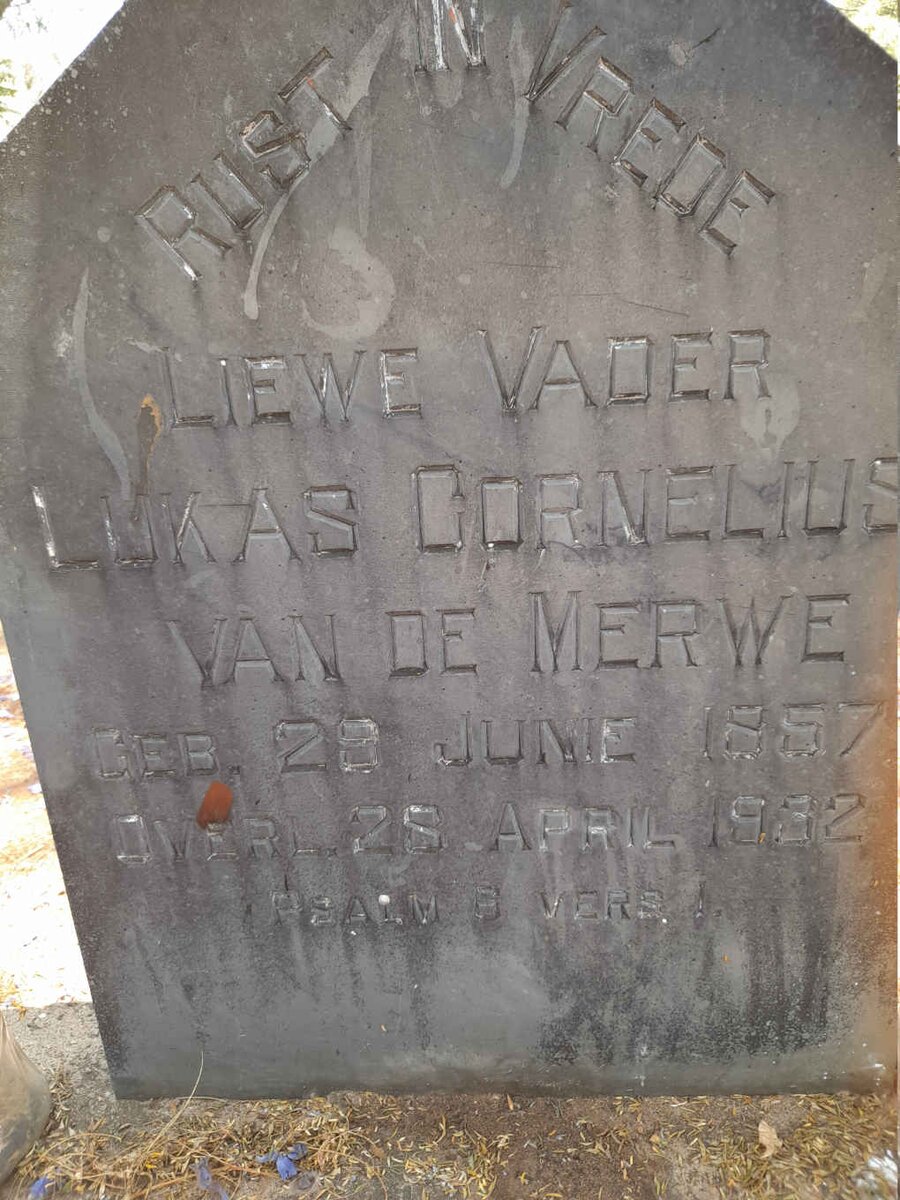 RUST IN VREDE
LIEWE VADER
LUKAS CORNELIUS
VAN DE MERWE
GEB. 28 JUNIE 1857
OVERL. 28 APRIL 1932
PSALM 6 VERS 1.